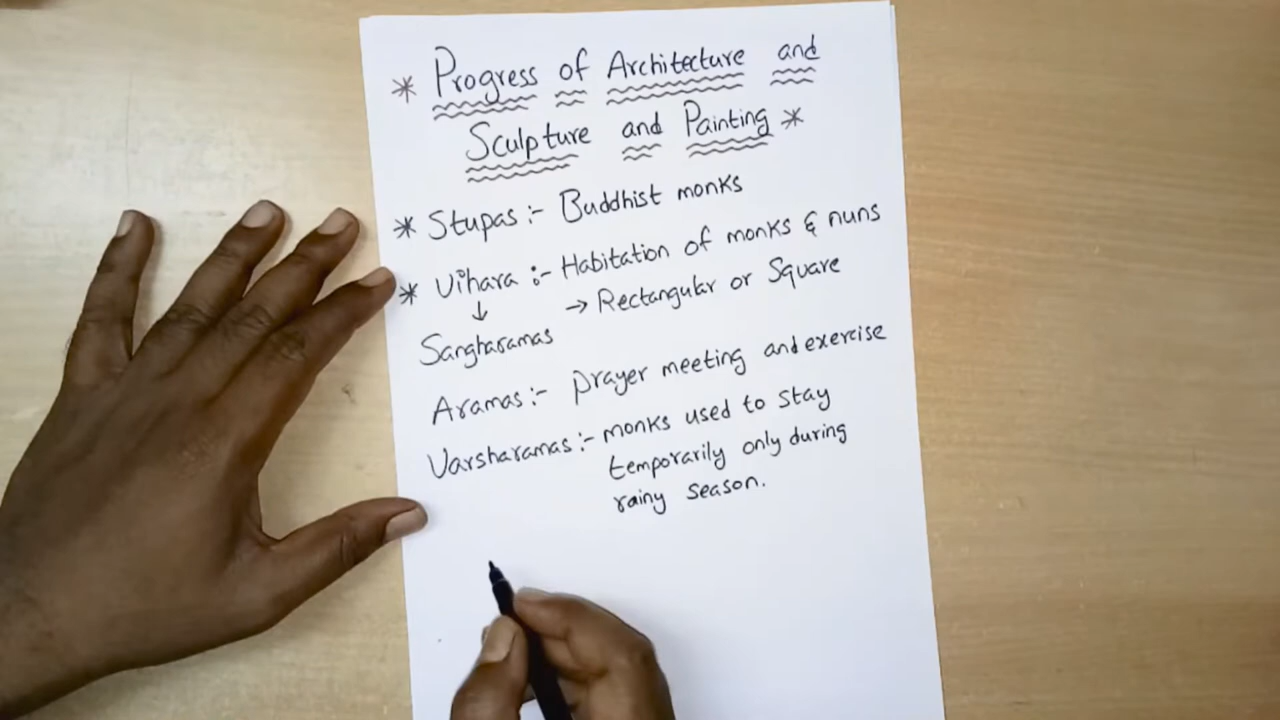 * Progress of Architecture and
Sculpture and Painting *
* Stupas :- Buddhist monks
* Vihara :- Habitation of monks & nuns
↓ → Rectangular or Square
Sangharamas
Aramas :- prayer meeting and exercise
Varsharamas :- monks used to stay
temporarily only during
rainy season.